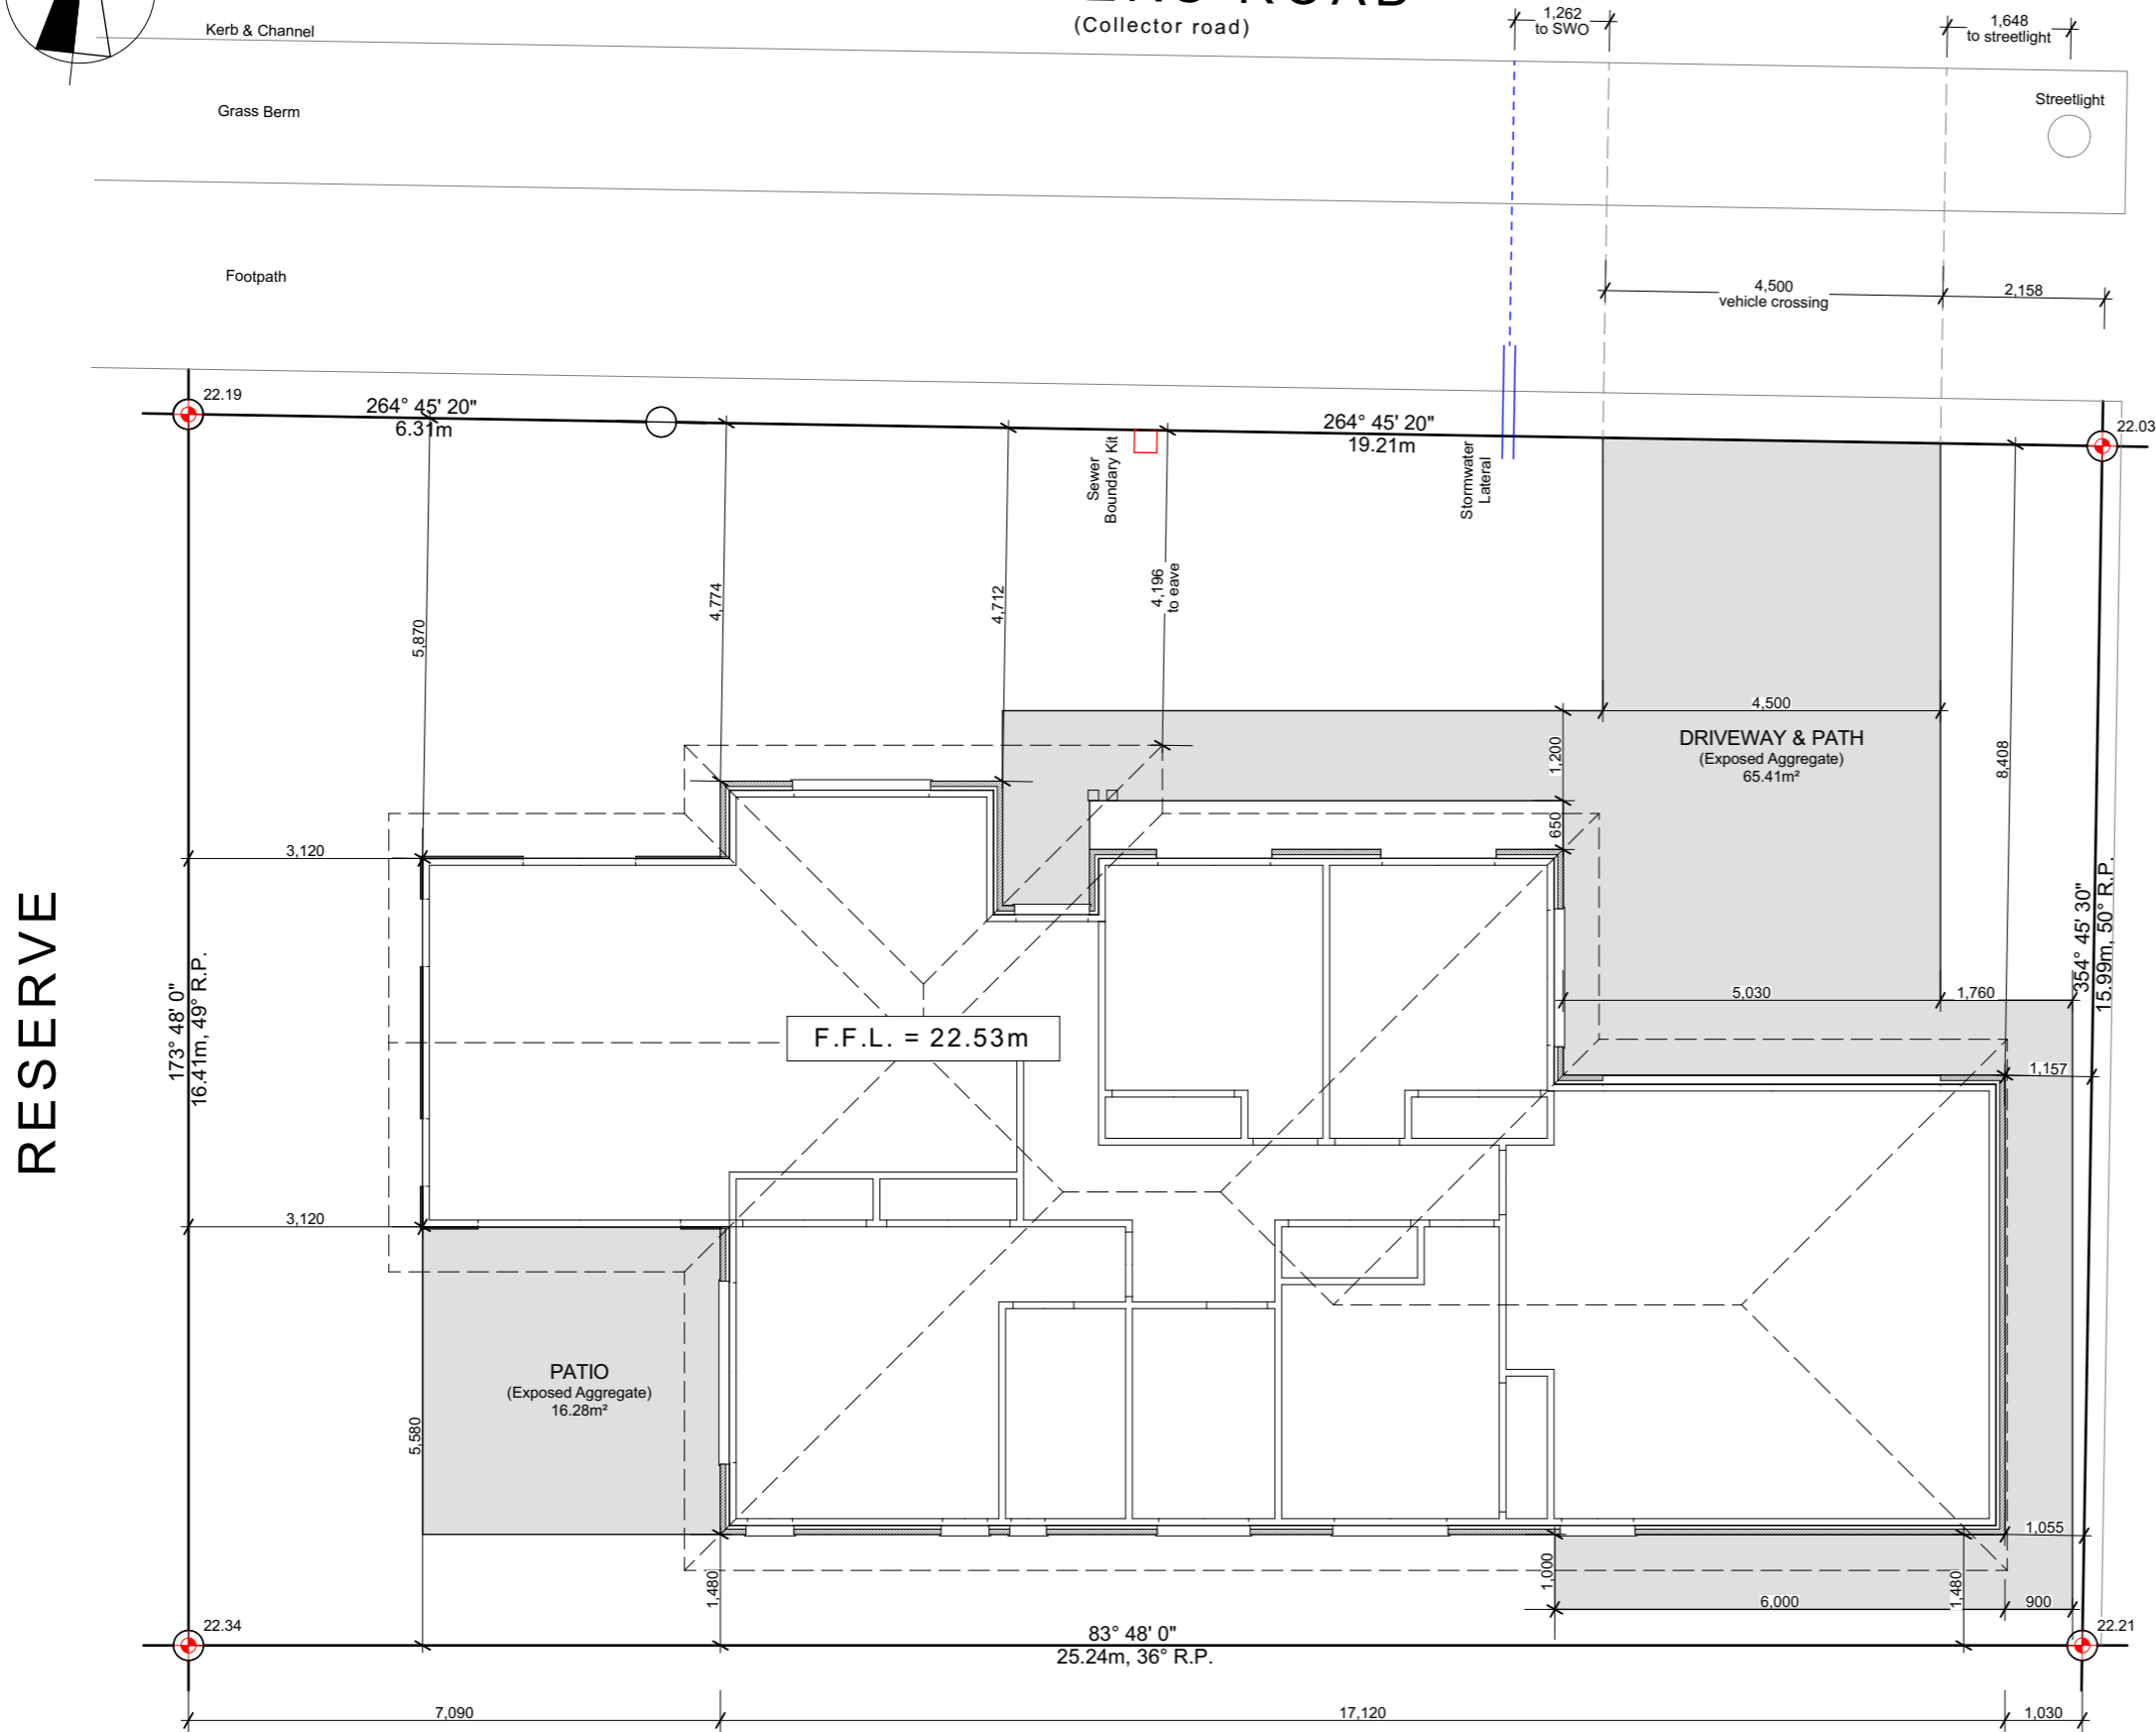 ROAD
(Collector road)
1,262
to SWO
1,648
to streetlight
Kerb & Channel
Grass Berm
Streetlight
Footpath
4,500
vehicle crossing
2,158
22.19
264° 45' 20"
6.31m
264° 45' 20"
19.21m
22.03
Sewer
Boundary Kit
Stormwater
Lateral
5,870
4,774
4,712
4,196
to eave
4,500
DRIVEWAY & PATH
(Exposed Aggregate)
65.41m²
8,408
1,200
650
3,120
RESERVE
173° 48' 0"
16.41m, 49° R.P.
354° 45' 30"
15.99m, 50° R.P.
5,030
1,760
F.F.L. = 22.53m
1,157
3,120
PATIO
(Exposed Aggregate)
16.28m²
5,580
1,055
1,480
1,000
1,480
6,000
900
22.34
83° 48' 0"
25.24m, 36° R.P.
22.21
7,090
17,120
1,030